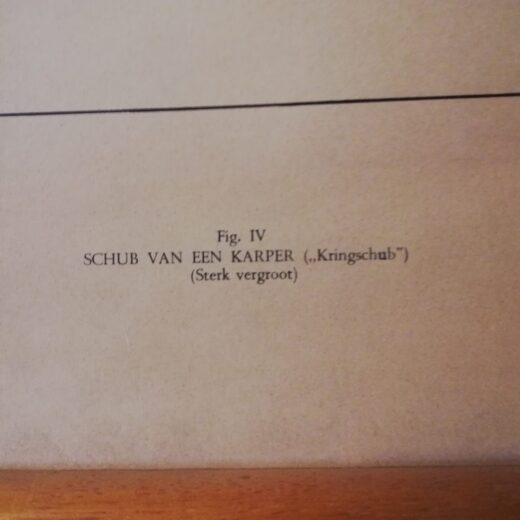 Fig. IV
SCHUB VAN EEN KARPER („Kringschub”)
(Sterk vergroot)